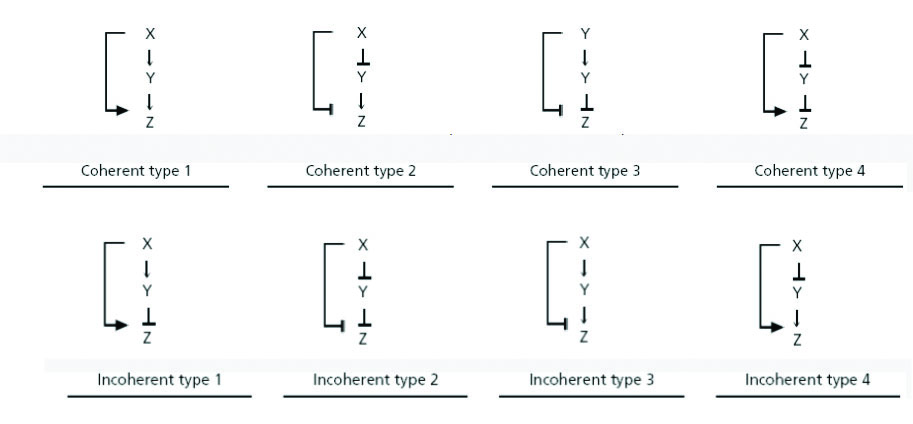 X X Y X
Y Y Y Y
Z Z Z Z
Coherent type 1 Coherent type 2 Coherent type 3 Coherent type 4
X X X X
Y Y Y Y
Z Z Z Z
Incoherent type 1 Incoherent type 2 Incoherent type 3 Incoherent type 4